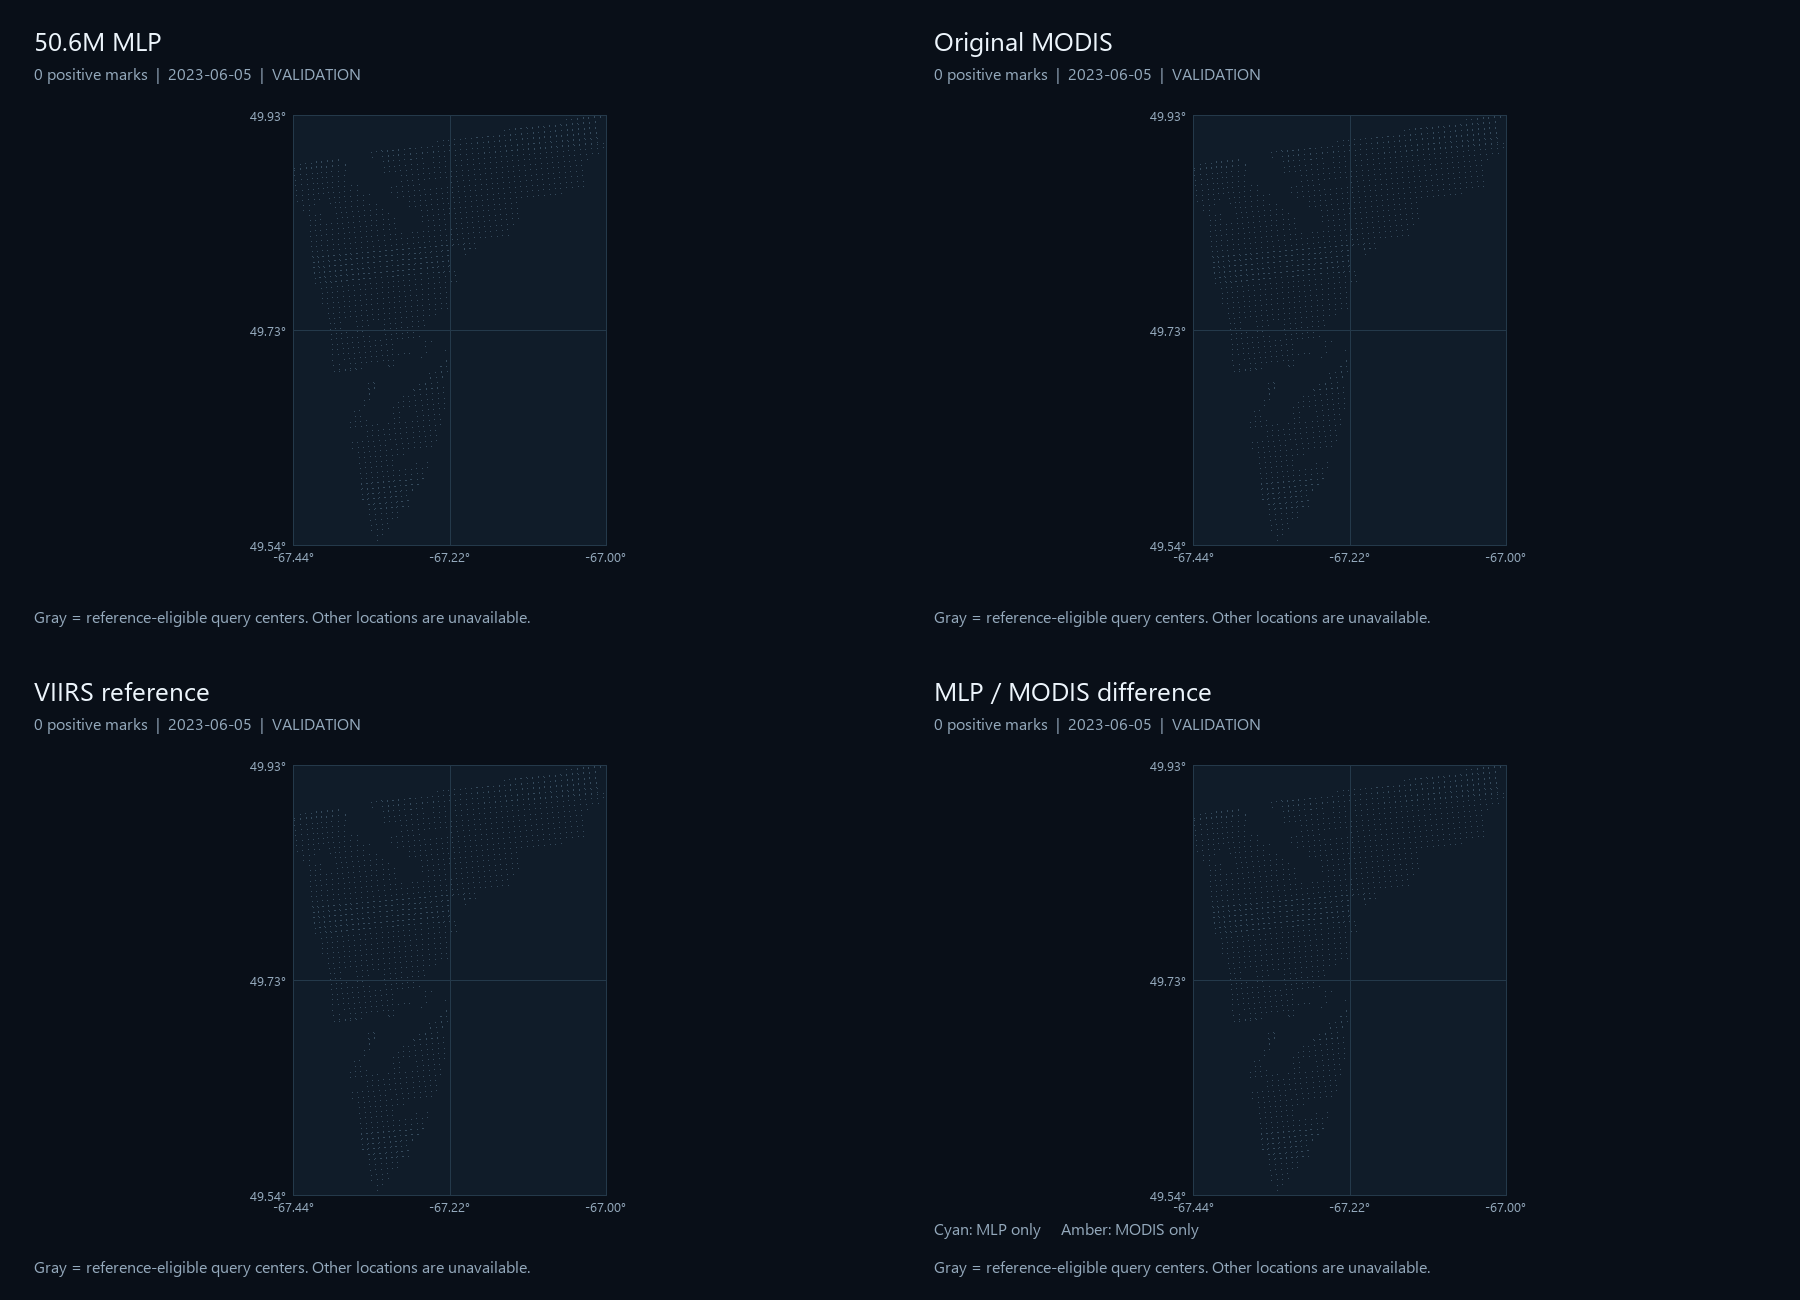 50.6M MLP
0 positive marks | 2023-06-05 | VALIDATION
49.93°
49.73°
49.54°
-67.44°
-67.22°
-67.00°
Gray = reference-eligible query centers. Other locations are unavailable.
Original MODIS
0 positive marks | 2023-06-05 | VALIDATION
49.93°
49.73°
49.54°
-67.44°
-67.22°
-67.00°
Gray = reference-eligible query centers. Other locations are unavailable.
VIIRS reference
0 positive marks | 2023-06-05 | VALIDATION
49.93°
49.73°
49.54°
-67.44°
-67.22°
-67.00°
Gray = reference-eligible query centers. Other locations are unavailable.
MLP / MODIS difference
0 positive marks | 2023-06-05 | VALIDATION
49.93°
49.73°
49.54°
-67.44°
-67.22°
-67.00°
Cyan: MLP only Amber: MODIS only
Gray = reference-eligible query centers. Other locations are unavailable.